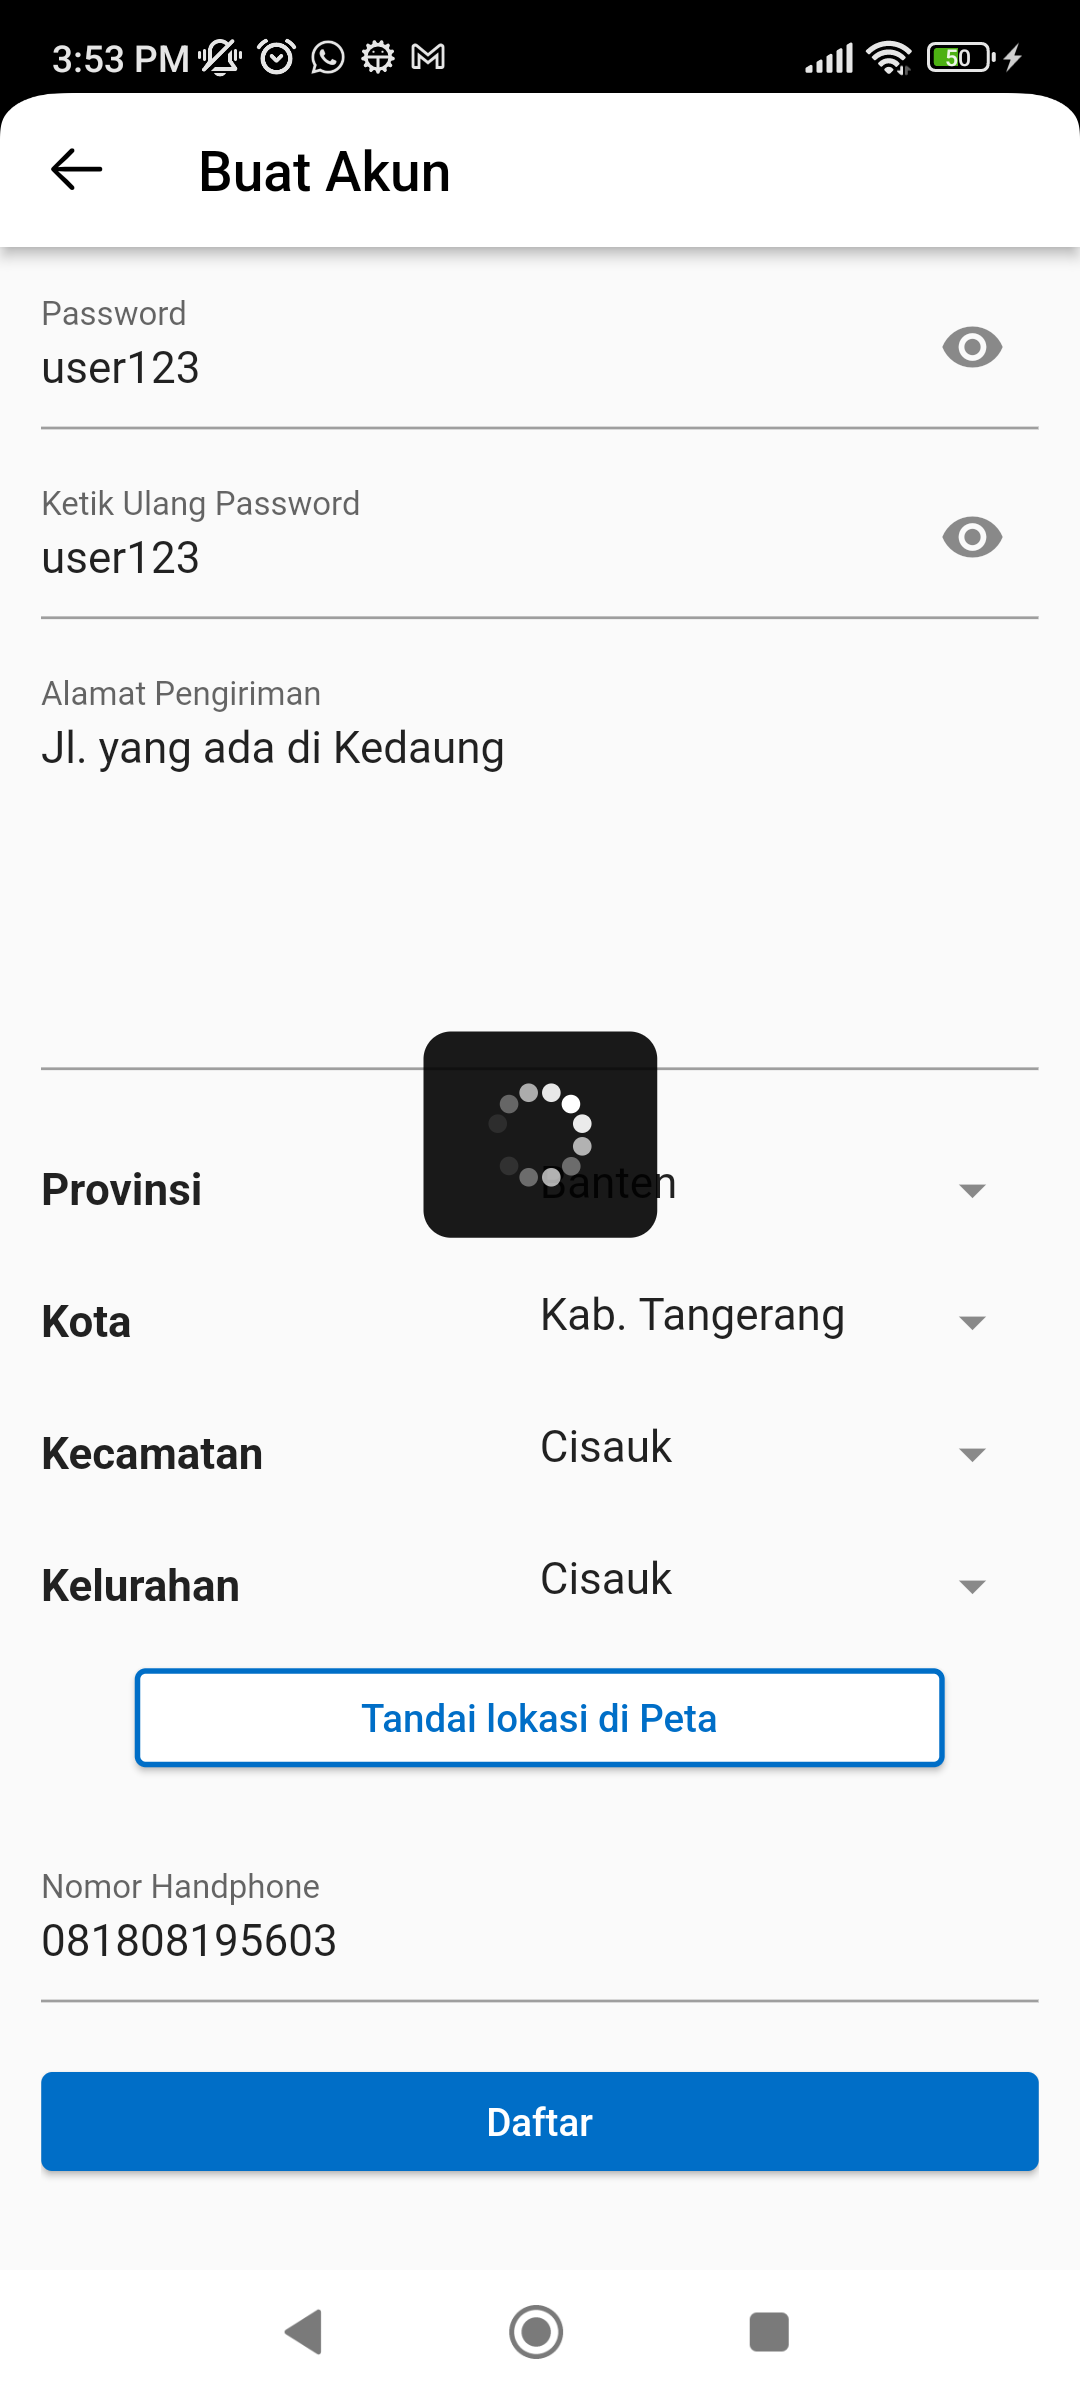 3:53 PM
50
Buat Akun
Password
user123
Ketik Ulang Password
user123
Alamat Pengiriman
Jl. yang ada di Kedaung
Provinsi
Banten
Kota
Kab. Tangerang
Kecamatan
Cisauk
Kelurahan
Cisauk
Tandai lokasi di Peta
Nomor Handphone
081808195603
Daftar